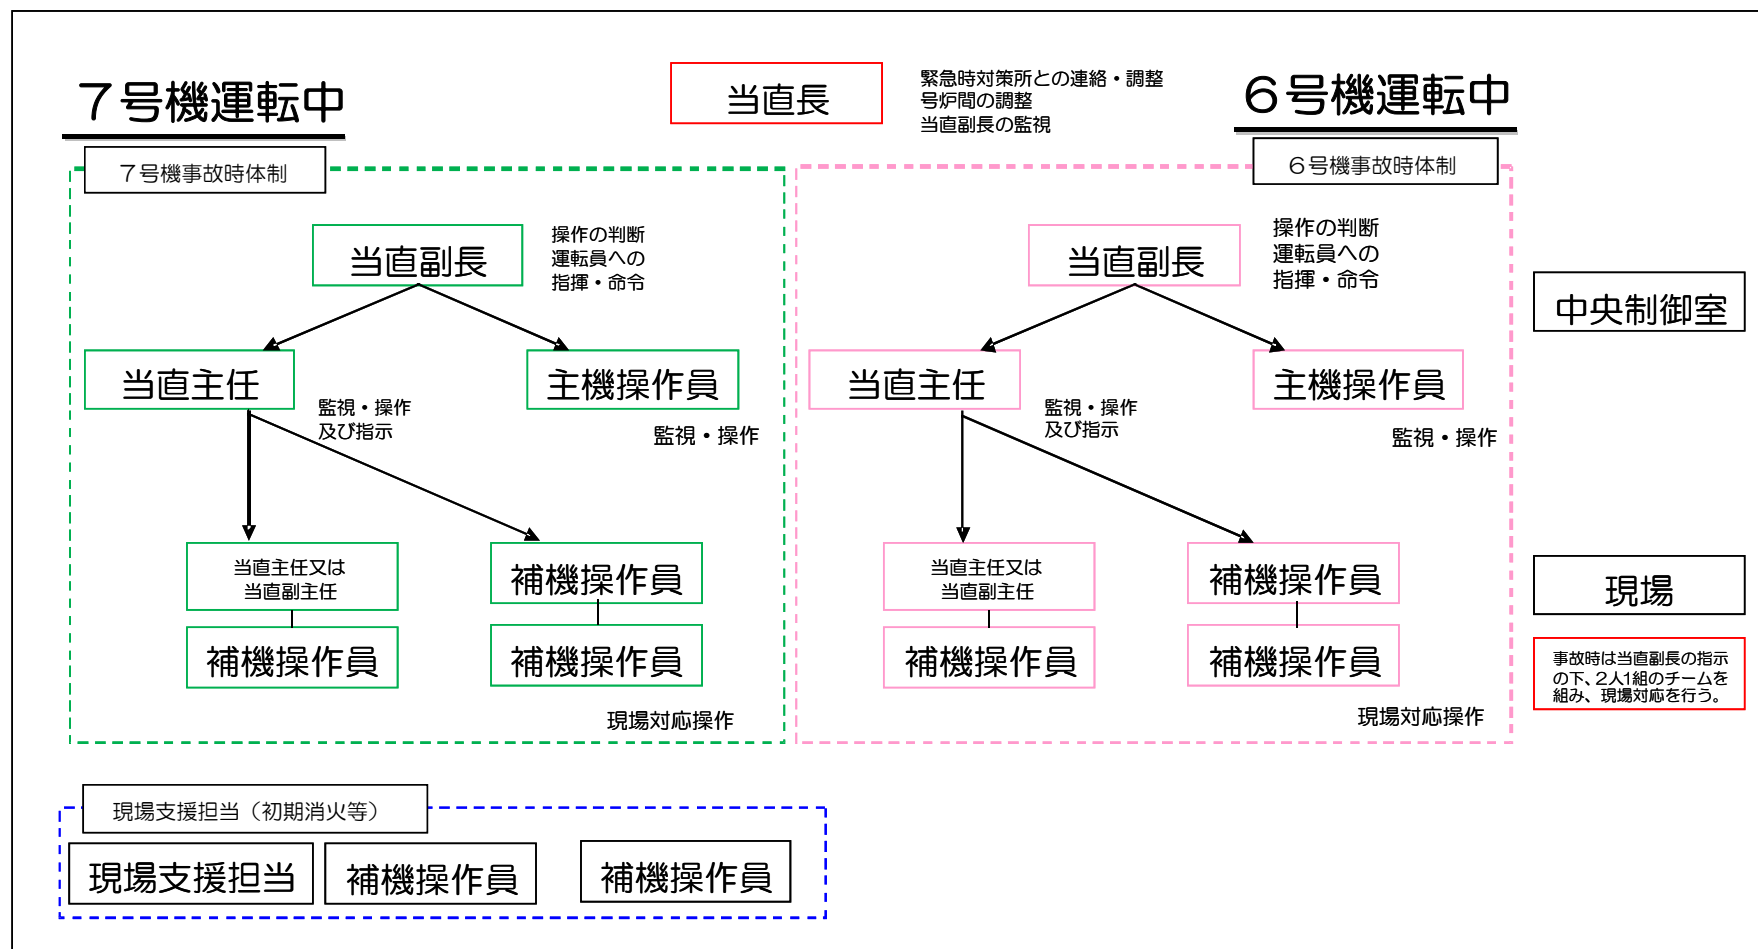 ７号機運転中
当直長
緊急時対策所との連絡・調整
号炉間の調整
当直副長の監視
６号機運転中
７号機事故時体制
当直副長
操作の判断
運転員への
指揮・命令
当直主任
主機操作員
監視・操作
及び指示
監視・操作
当直主任又は
当直副主任
補機操作員
補機操作員
補機操作員
現場対応操作
６号機事故時体制
当直副長
操作の判断
運転員への
指揮・命令
当直主任
主機操作員
監視・操作
及び指示
監視・操作
当直主任又は
当直副主任
補機操作員
補機操作員
補機操作員
現場対応操作
中央制御室
現場
事故時は当直副長の指示
の下、2人1組のチームを
組み、現場対応を行う。
現場支援担当（初期消火等）
現場支援担当
補機操作員
補機操作員